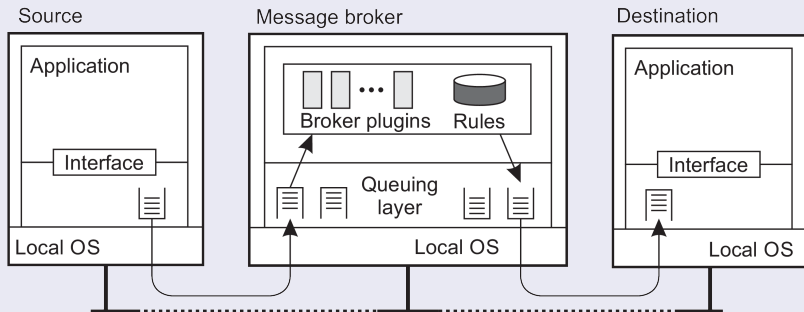 Source
Message broker
Destination
Application
Application
Broker plugins
Rules
Interface
Interface
Queuing
layer
Local OS
Local OS
Local OS